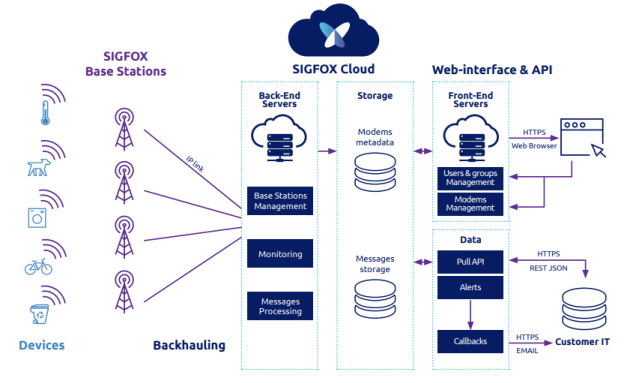 SIGFOX
Base Stations
SIGFOX Cloud
Web-interface & API
Back-End
Servers
Storage
Front-End
Servers
Modems
metadata
HTTPS
Web Browser
IP link
Users & groups
Management
Base Stations
Management
Modems
Management
Data
Monitoring
Messages
storage
Pull API
HTTPS
REST JSON
Alerts
Messages
Processing
Callbacks
HTTPS
EMAIL
Customer IT
Devices
Backhauling